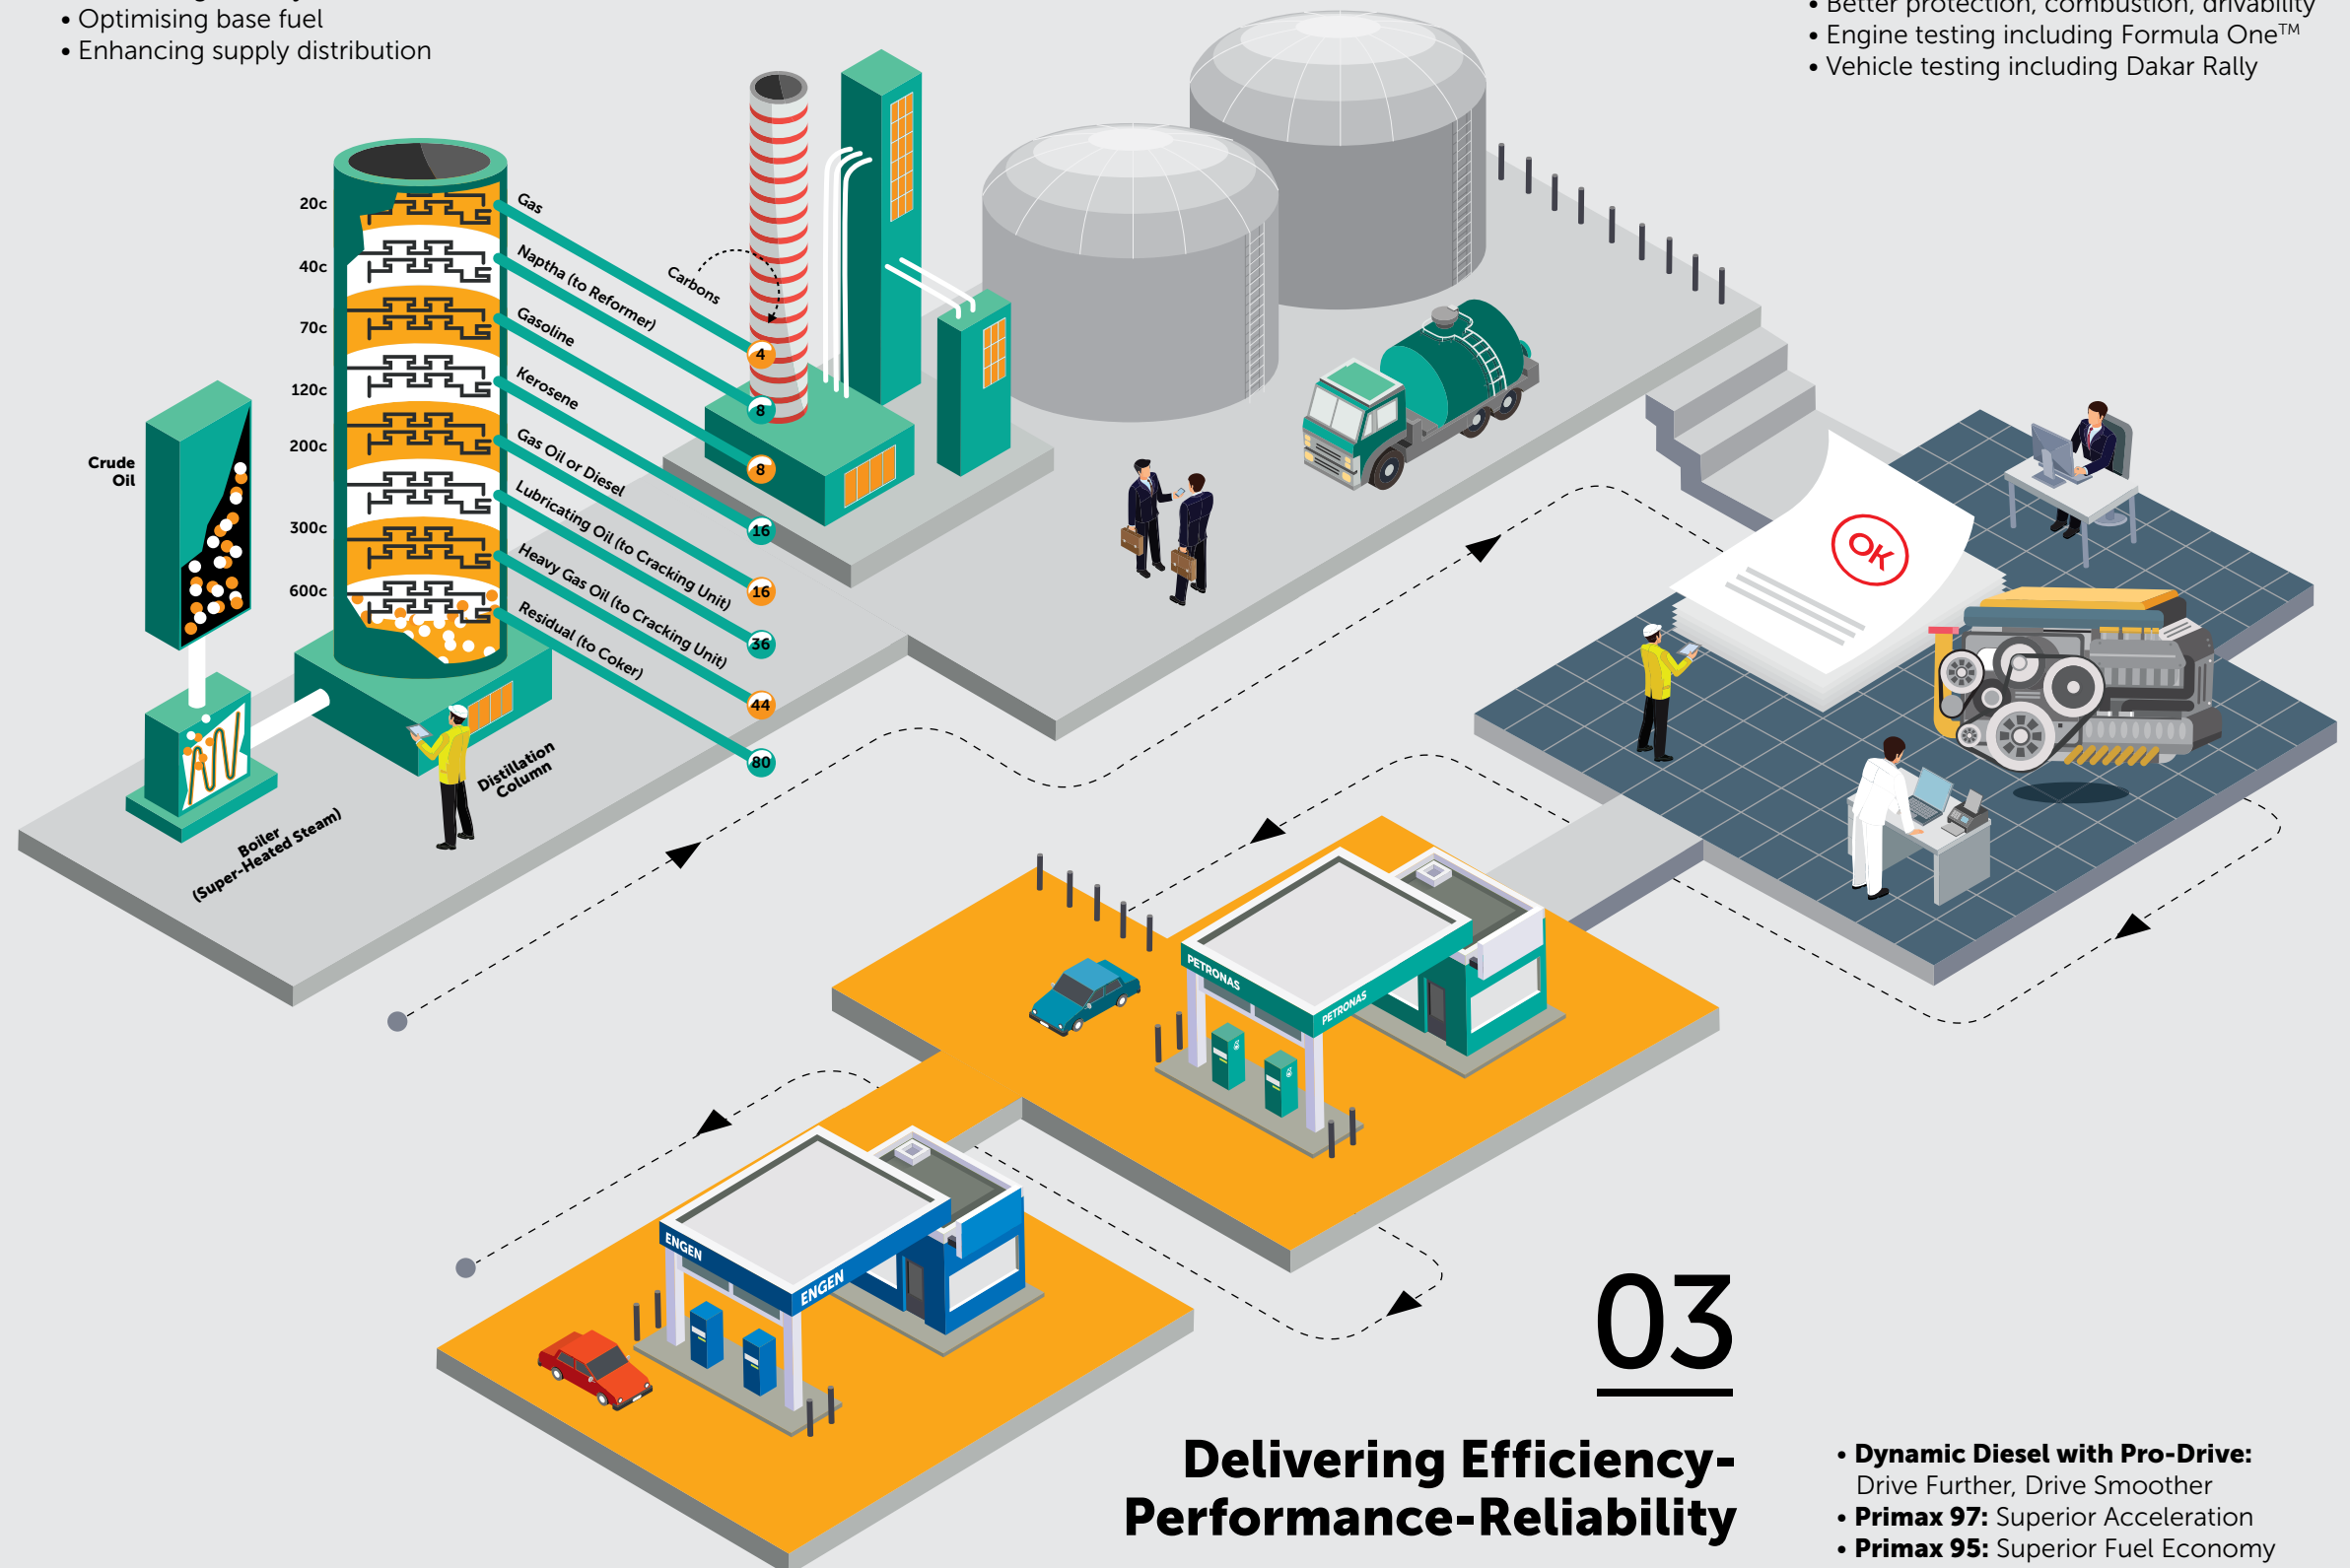 • Optimising base fuel
• Enhancing supply distribution
• Better protection, combustion, drivability
• Engine testing including Formula One™
• Vehicle testing including Dakar Rally
20c
40c
70c
120c
200c
300c
600c
Gas
Naptha (to Reformer)
Gasoline
Kerosene
Gas Oil or Diesel
Lubricating Oil (to Cracking Unit)
Heavy Gas Oil (to Cracking Unit)
Residual (to Coker)
Carbons
4
8
8
16
16
36
44
80
Crude
Oil
Boiler
(Super-Heated Steam)
Distillation
Column
OK
PETRONAS
PETRONAS
ENGEN
ENGEN
03
Delivering Efficiency-
Performance-Reliability
• Dynamic Diesel with Pro-Drive:
Drive Further, Drive Smoother
• Primax 97: Superior Acceleration
• Primax 95: Superior Fuel Economy